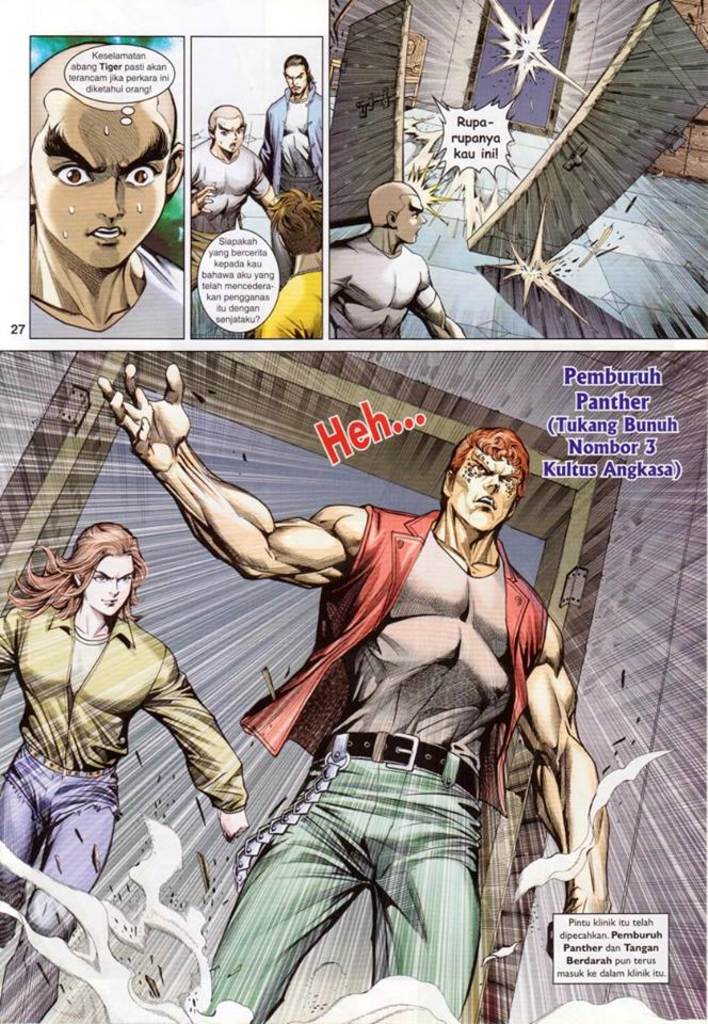 Keselamatan
abang Tiger pasti akan
terancam jika perkara ini
diketahui orang!
Siapakah
yang bercerita
kepada kau
bahawa aku yang
telah mencedera-
kan pengganas
itu dengan
senjataku?
Rupa-
rupanya
kau ini!
27
Heh...
Pemburuh
Panther
(Tukang Bunuh
Nombor 3
Kultus Angkasa)
Pintu klinik itu telah
dipecahkan. Pemburuh
Panther dan Tangan
Berdarah pun terus
masuk ke dalam klinik itu.